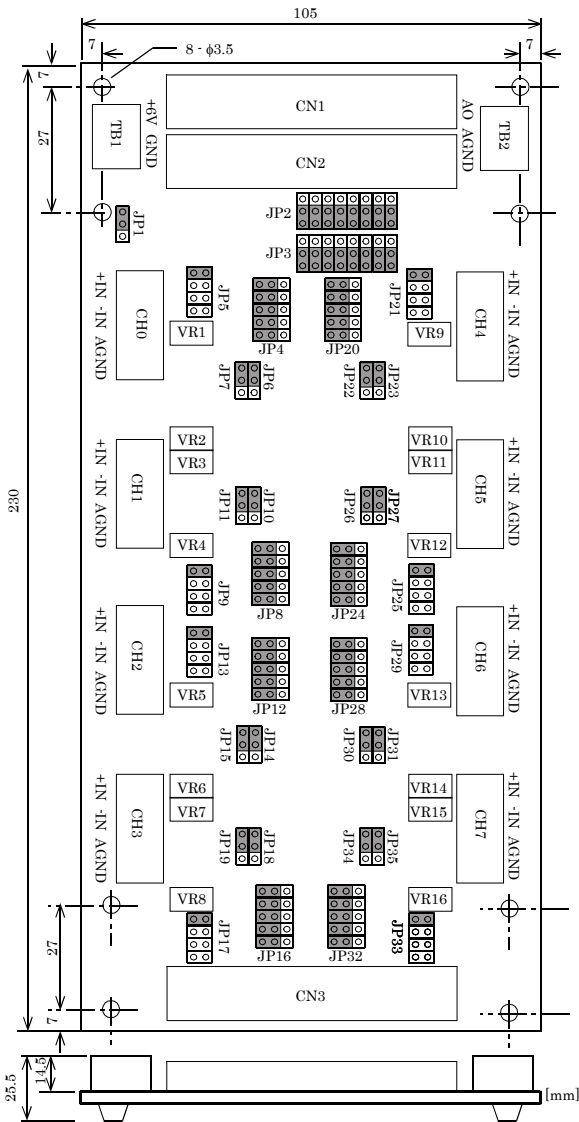 105
7
8 - ϕ3.5
7
7
27
CN1
TB1
+6V GND
AO AGND
TB2
CN2
JP1
JP2
JP3
+IN -IN AGND
CH0
JP5
VR1
JP4
JP20
JP21
VR9
CH4
+IN -IN AGND
JP7
JP6
JP22
JP23
230
+IN -IN AGND
CH1
VR2
VR3
VR10
VR11
CH5
+IN -IN AGND
JP11
JP10
JP26
JP27
VR4
VR12
JP9
JP8
JP24
JP25
+IN -IN AGND
CH2
JP13
JP29
CH6
+IN -IN AGND
VR5
VR13
JP12
JP28
JP15
JP14
JP30
JP31
+IN -IN AGND
CH3
VR6
VR7
VR14
VR15
CH7
+IN -IN AGND
JP19
JP18
JP34
JP35
VR8
VR16
JP17
JP16
JP32
JP33
27
7
CN3
25.5
14.5
[mm]